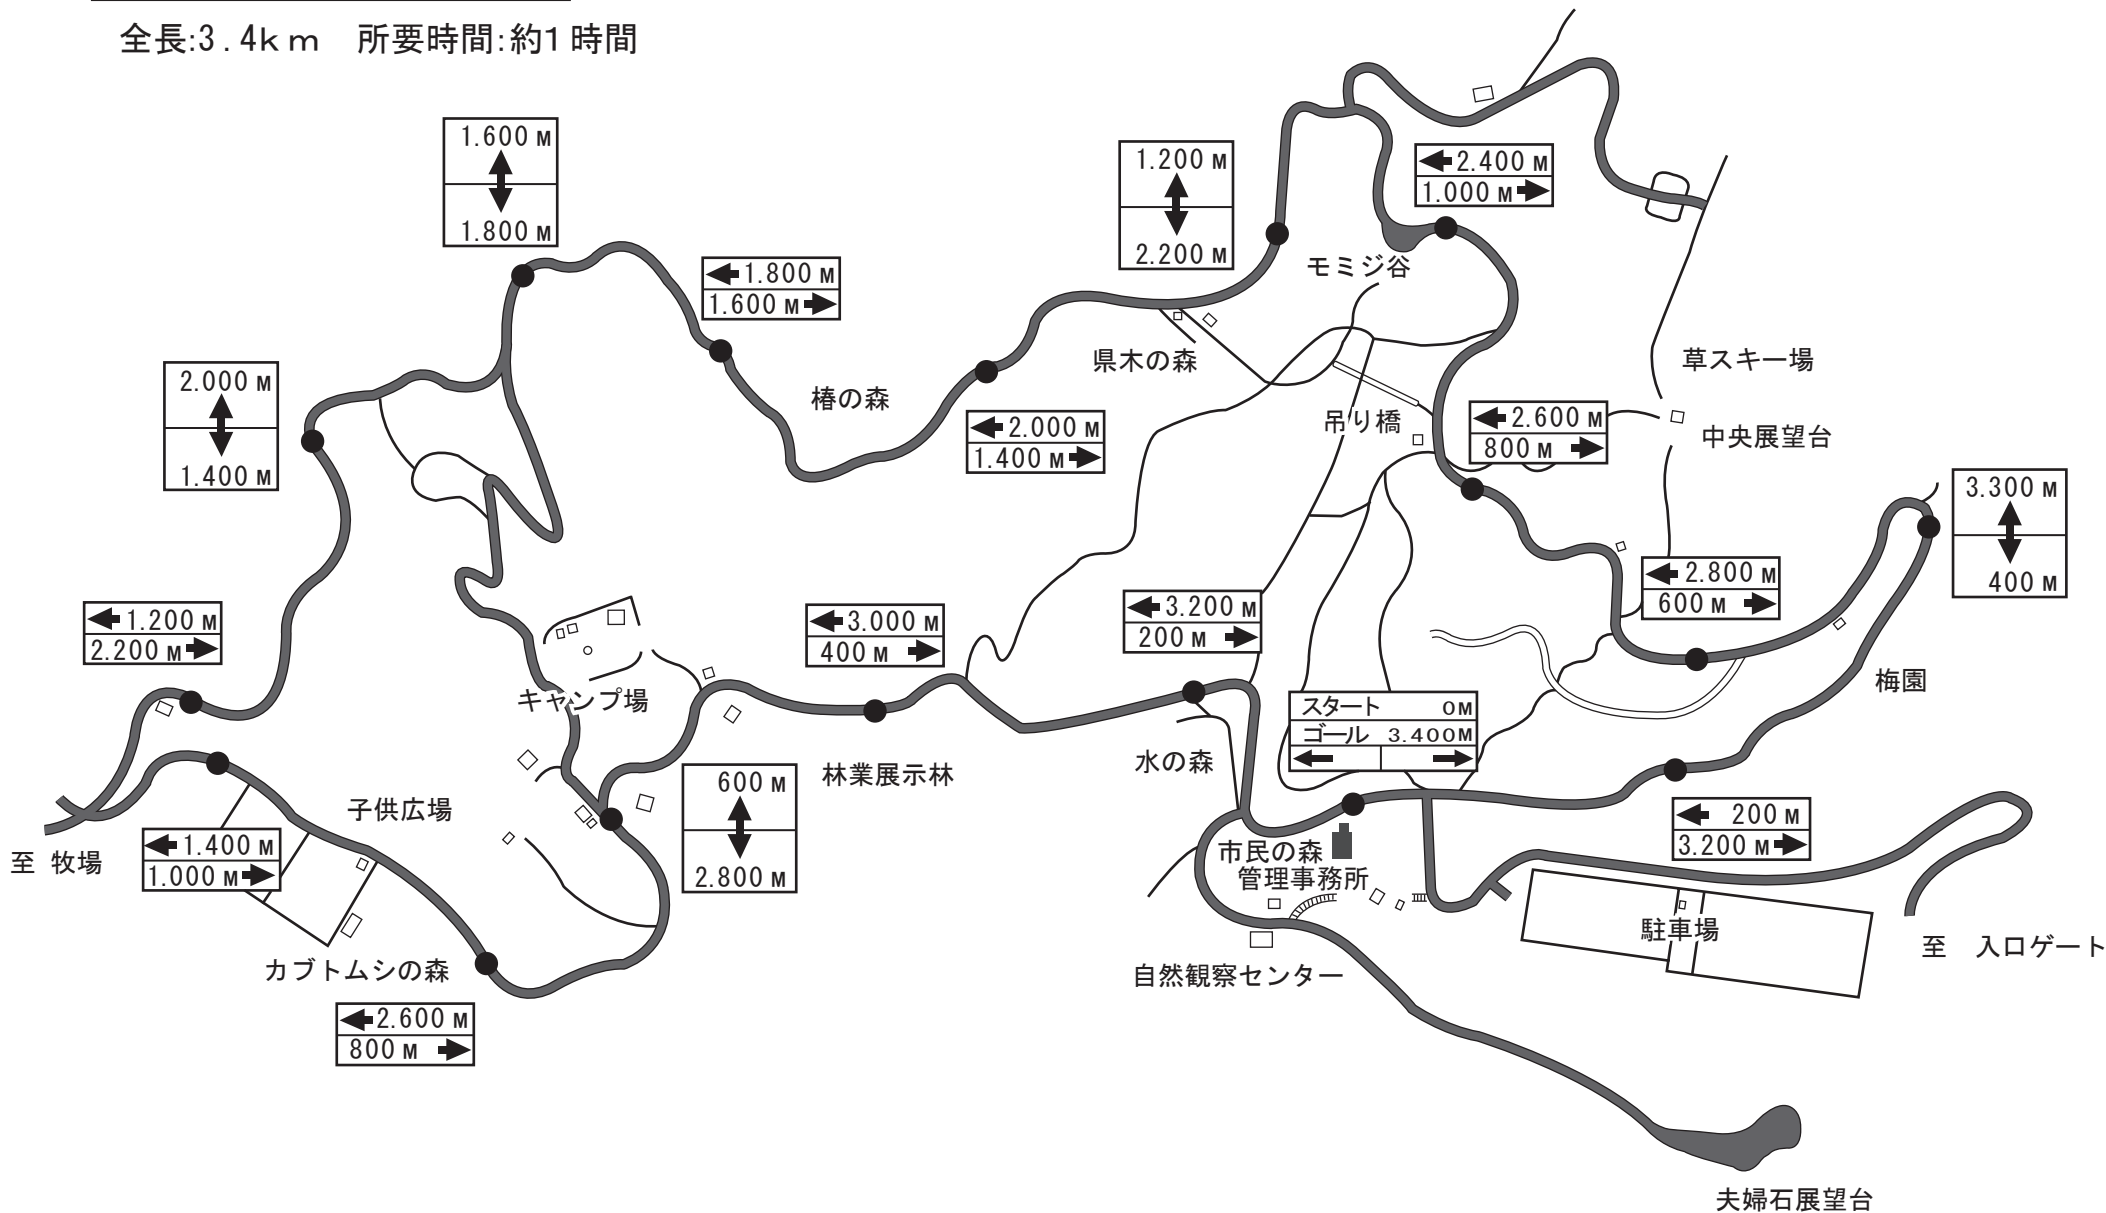 全長:3.4km 所要時間:約1時間
1.600 M
1.800 M
1.200 M
2.200 M
2.400 M
1.000 M
モミジ谷
1.800 M
1.600 M
県木の森
草スキー場
2.000 M
1.400 M
椿の森
2.000 M
1.400 M
吊り橋
2.600 M
800 M
中央展望台
3.300 M
400 M
2.800 M
600 M
1.200 M
2.200 M
3.000 M
400 M
3.200 M
200 M
キャンプ場
梅園
スタート 0M
ゴール 3.400M
水の森
林業展示林
600 M
2.800 M
子供広場
200 M
3.200 M
至 牧場
1.400 M
1.000 M
市民の森
管理事務所
駐車場
至 入口ゲート
カブトムシの森
自然観察センター
2.600 M
800 M
夫婦石展望台